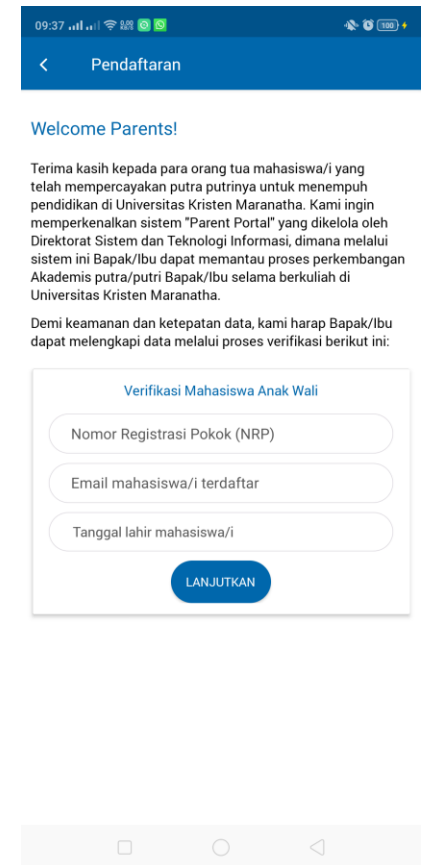 09:37
100
Pendaftaran
Welcome Parents!
Terima kasih kepada para orang tua mahasiswa/i yang
telah mempercayakan putra putrinya untuk menempuh
pendidikan di Universitas Kristen Maranatha. Kami ingin
memperkenalkan sistem "Parent Portal" yang dikelola oleh
Direktorat Sistem dan Teknologi Informasi, dimana melalui
sistem ini Bapak/Ibu dapat memantau proses perkembangan
Akademis putra/putri Bapak/Ibu selama berkuliah di
Universitas Kristen Maranatha.
Demi keamanan dan ketepatan data, kami harap Bapak/Ibu
dapat melengkapi data melalui proses verifikasi berikut ini:
Verifikasi Mahasiswa Anak Wali
Nomor Registrasi Pokok (NRP)
Email mahasiswa/i terdaftar
Tanggal lahir mahasiswa/i
LANJUTKAN